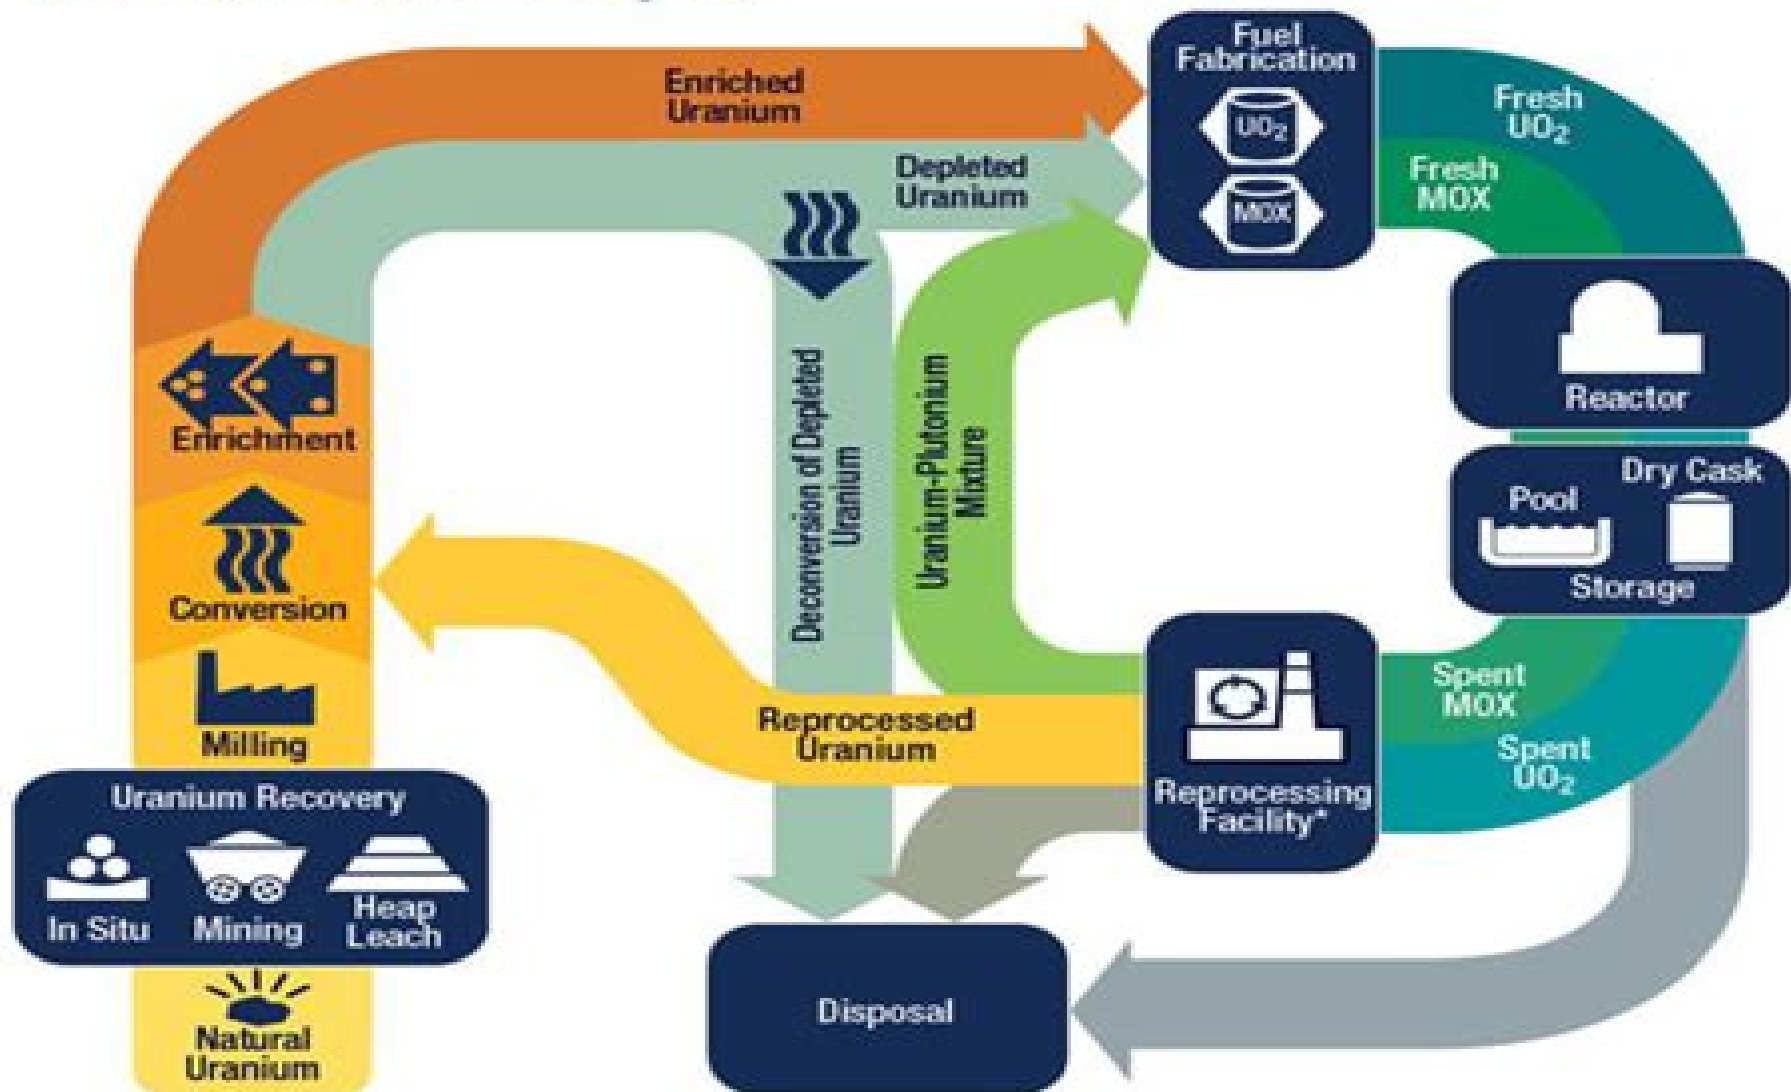 Fuel
Fabrication
UO2
MOX
Enriched
Uranium
Depleted
Uranium
Fresh
UO2
Fresh
MOX
Reactor
Dry Cask
Pool
Storage
Enrichment
Conversion
Milling
Deconversion of Depleted
Uranium
Uranium-Plutonium
Mixture
Reprocessed
Uranium
Reprocessing
Facility*
Spent
MOX
Spent
UO2
Uranium Recovery
In Situ
Mining
Heap
Leach
Natural
Uranium
Disposal